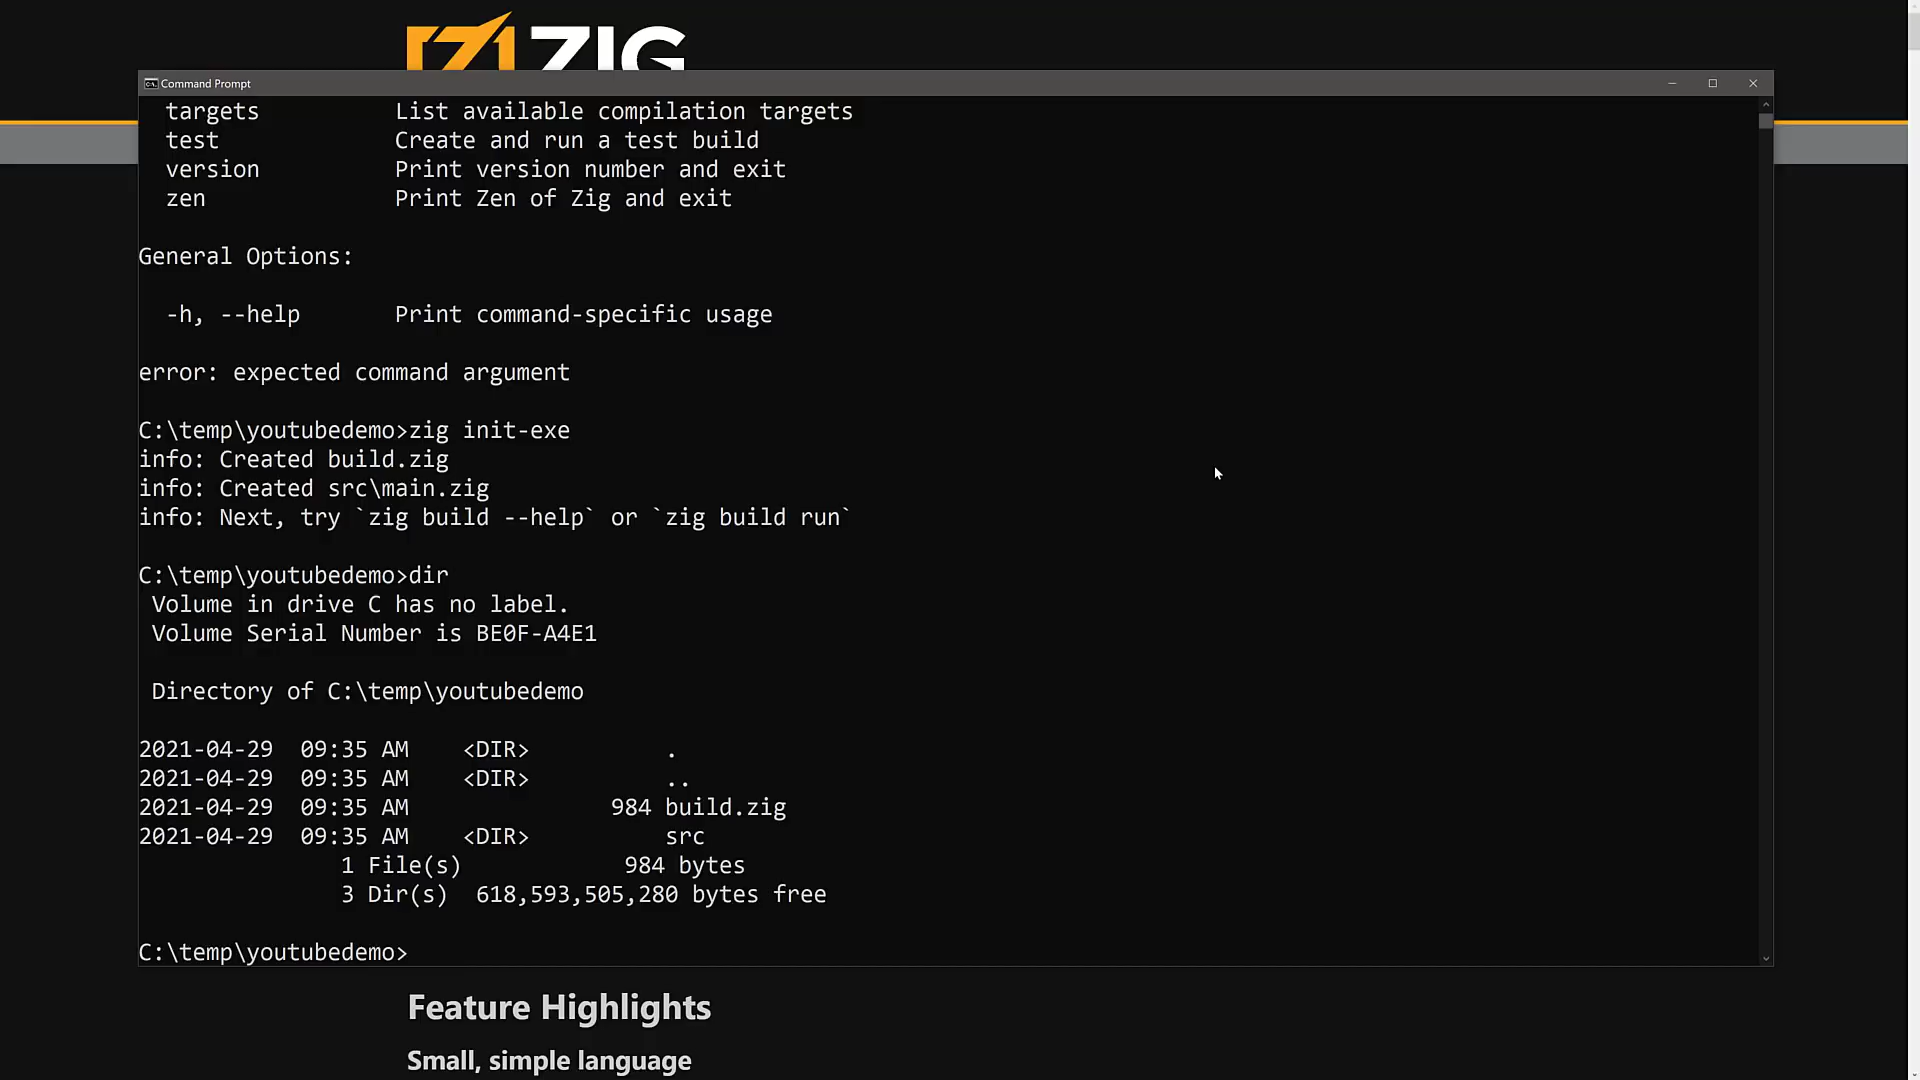 ZIG
Command Prompt
targets List available compilation targets
test Create and run a test build
version Print version number and exit
zen Print Zen of Zig and exit
General Options:
-h, --help Print command-specific usage
error: expected command argument
C:\temp\youtubedemo>zig init-exe
info: Created build.zig
info: Created src\main.zig
info: Next, try `zig build --help` or `zig build run`
C:\temp\youtubedemo>dir
Volume in drive C has no label.
Volume Serial Number is BE0F-A4E1
Directory of C:\temp\youtubedemo
2021-04-29 09:35 AM <DIR> .
2021-04-29 09:35 AM <DIR> ..
2021-04-29 09:35 AM 984 build.zig
2021-04-29 09:35 AM <DIR> src
1 File(s) 984 bytes
3 Dir(s) 618,593,505,280 bytes free
C:\temp\youtubedemo>
Feature Highlights
Small, simple language